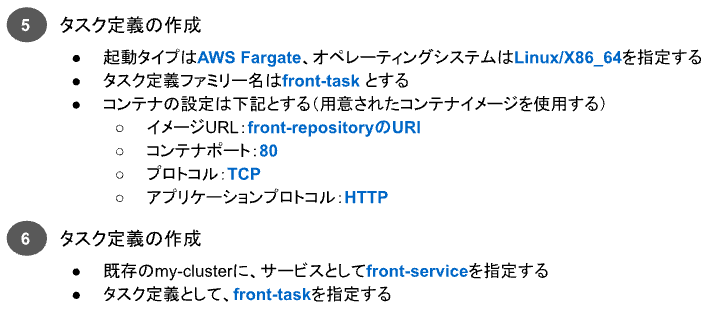 5 タスク定義の作成
● 起動タイプはAWS Fargate、オペレーティングシステムはLinux/X86_64を指定する
● タスク定義ファミリー名はfront-task とする
● コンテナの設定は下記とする（用意されたコンテナイメージを使用する）
○ イメージURL：front-repositoryのURI
○ コンテナポート：80
○ プロトコル：TCP
○ アプリケーションプロトコル：HTTP
6 タスク定義の作成
● 既存のmy-clusterに、サービスとしてfront-serviceを指定する
● タスク定義として、front-taskを指定する